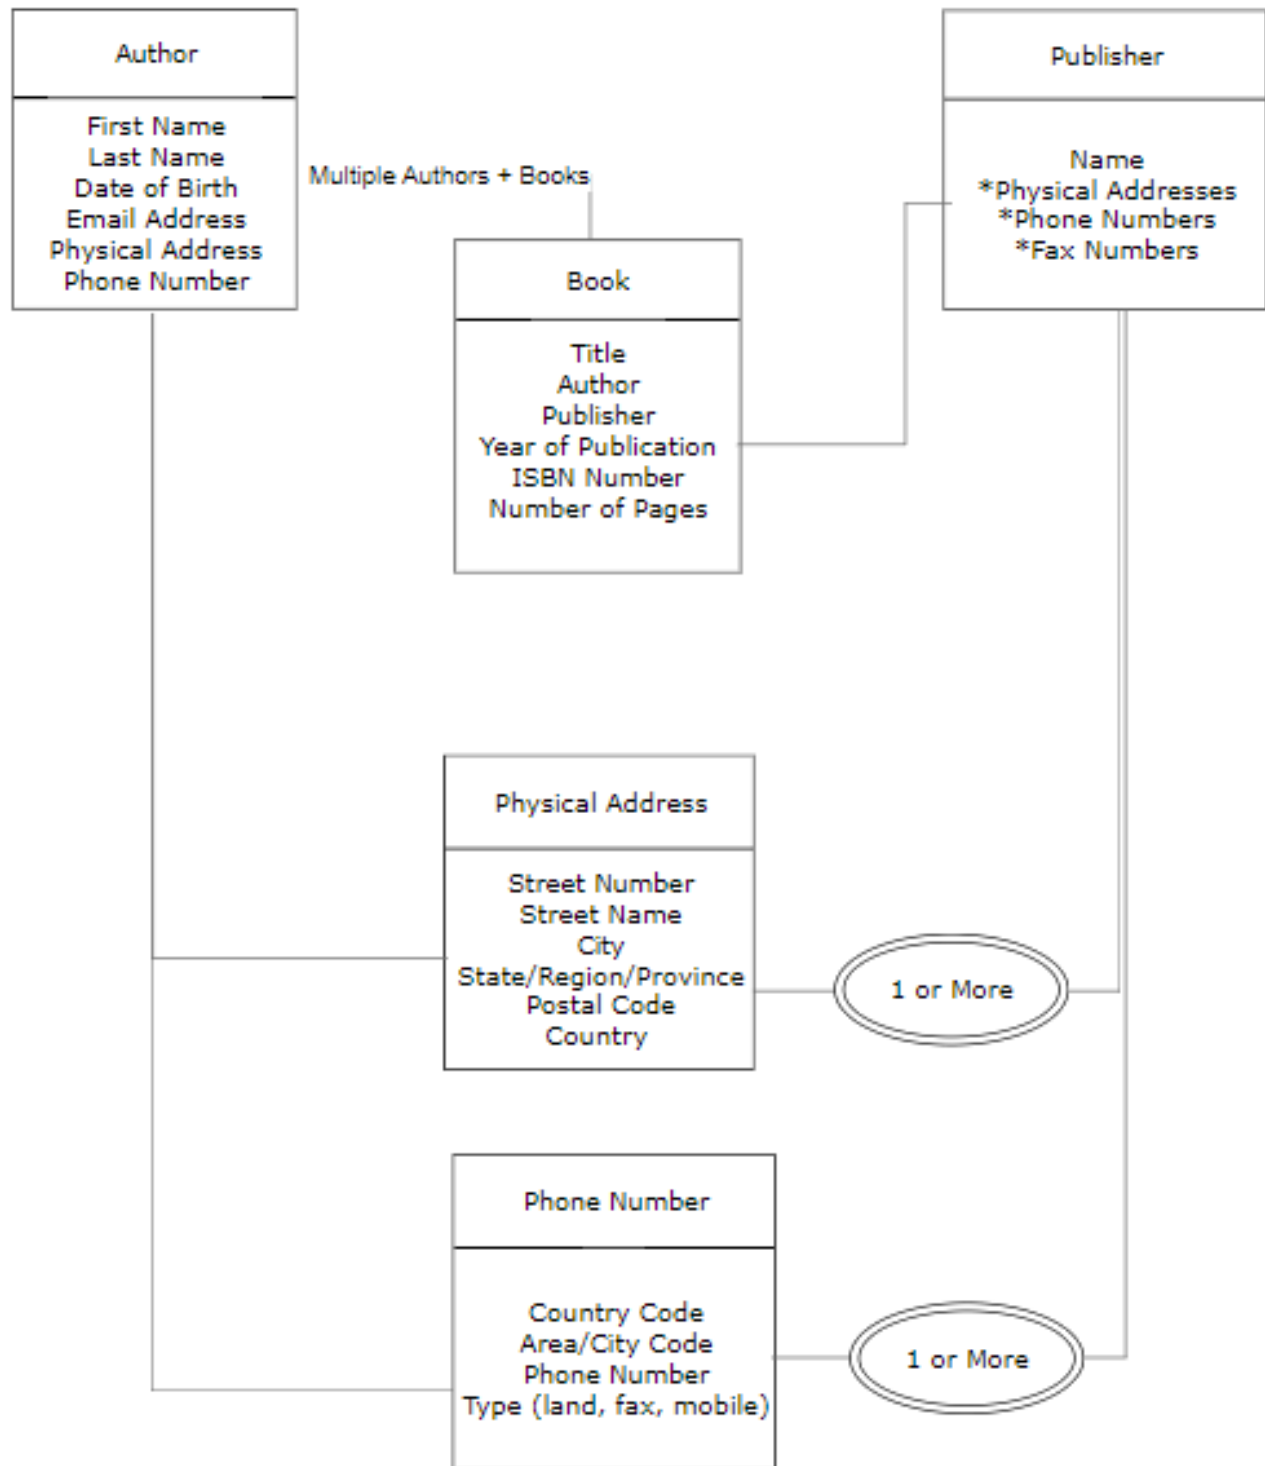 Author
First Name
Last Name
Date of Birth
Email Address
Physical Address
Phone Number
Multiple Authors + Books
Publisher
Name
*Physical Addresses
*Phone Numbers
*Fax Numbers
Book
Title
Author
Publisher
Year of Publication
ISBN Number
Number of Pages
Physical Address
Street Number
Street Name
City
State/Region/Province
Postal Code
Country
1 or More
Phone Number
Country Code
Area/City Code
Phone Number
Type (land, fax, mobile)
1 or More